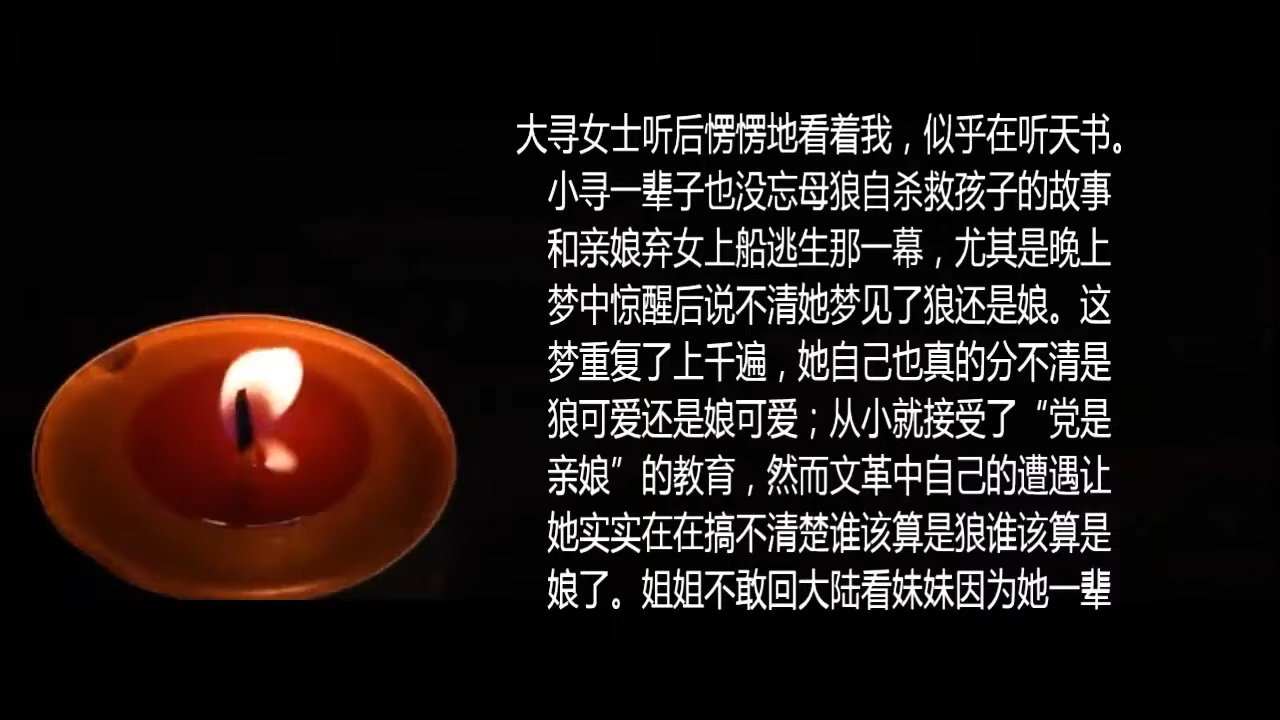 大寻女士听后愣愣地看着我，似乎在听天书。
小寻一辈子也没忘母狼自杀救孩子的故事
和亲娘弃女上船逃生那一幕，尤其是晚上
梦中惊醒后说不清她梦见了狼还是娘。这
梦重复了上千遍，她自己也真的分不清是
狼可爱还是娘可爱；从小就接受了“党是
亲娘”的教育，然而文革中自己的遭遇让
她实实在在搞不清楚谁该算是狼谁该算是
娘了。姐姐不敢回大陆看妹妹因为她一辈